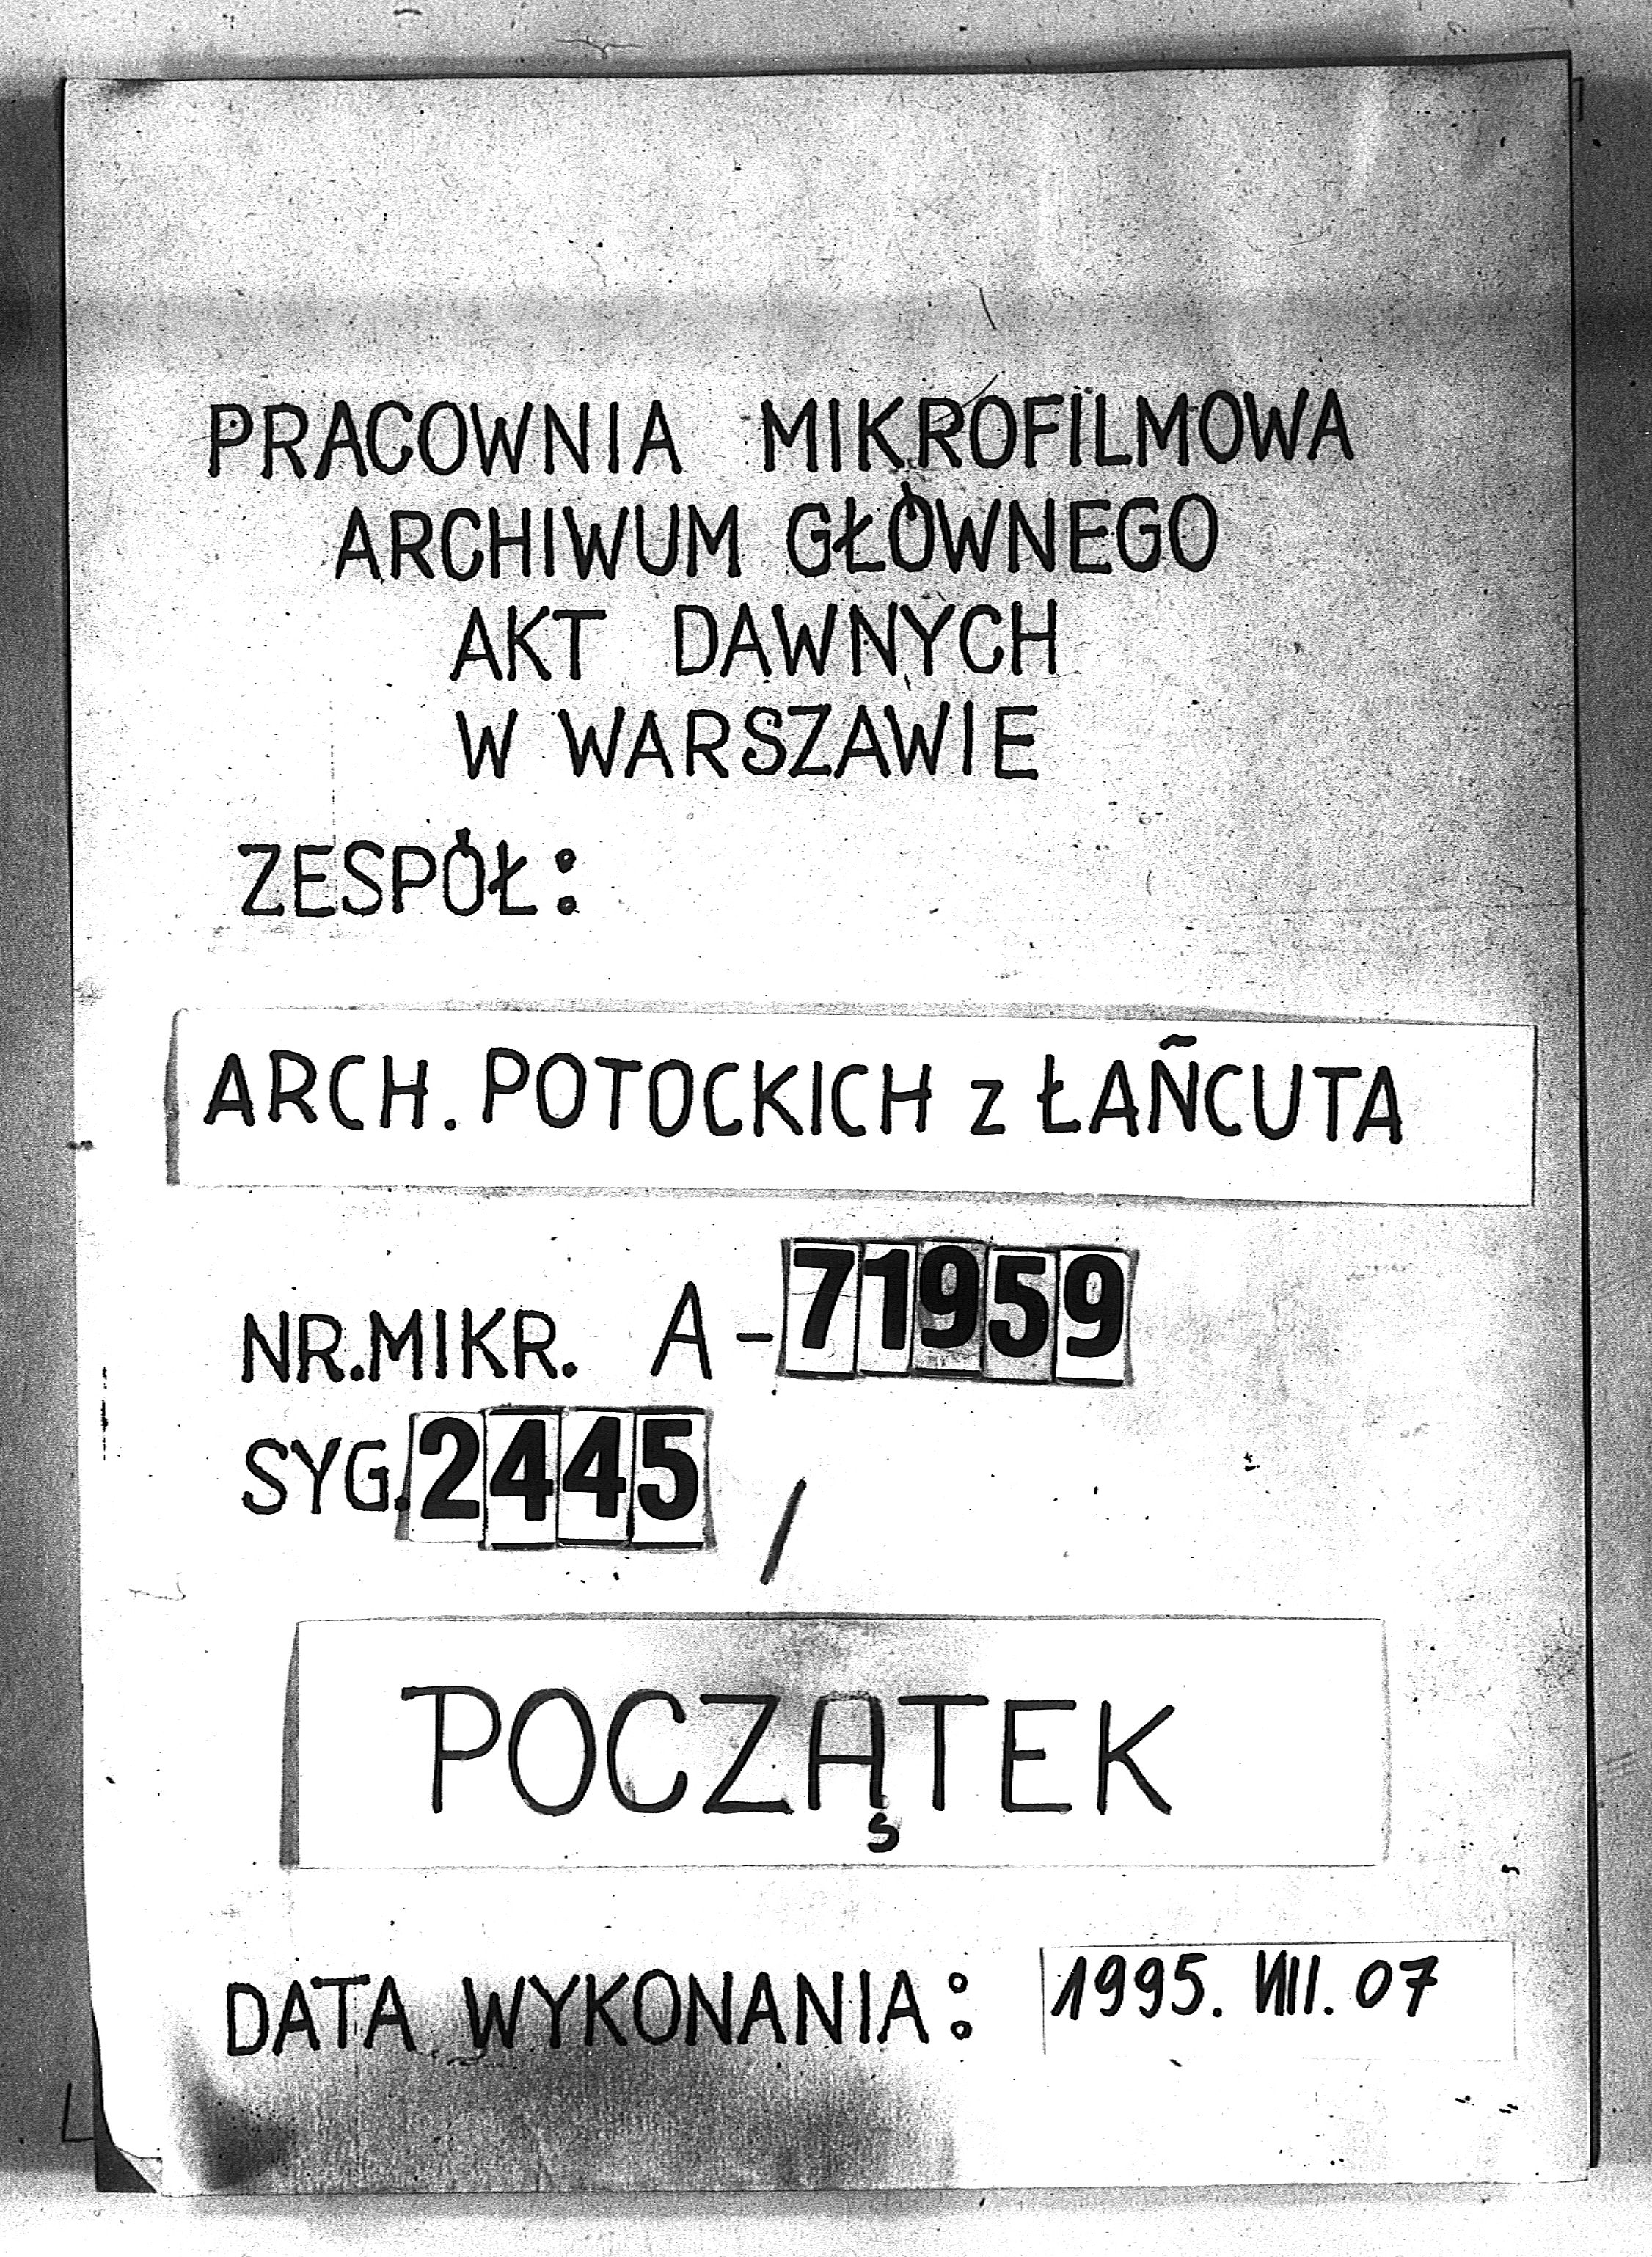 PRACOWNIA MIKROFILMOWA
ARCHIWUM GŁÓWNEGO
AKT DAWNYCH
W WARSZAWIE
ZESPÓŁ:
ARCH. POTOCKICH z ŁAŃCUTA
NR.MIKR. A-71959
SYG.2445 /
POCZĄTEK
DATA WYKONANIA: 1995. VIII. 07